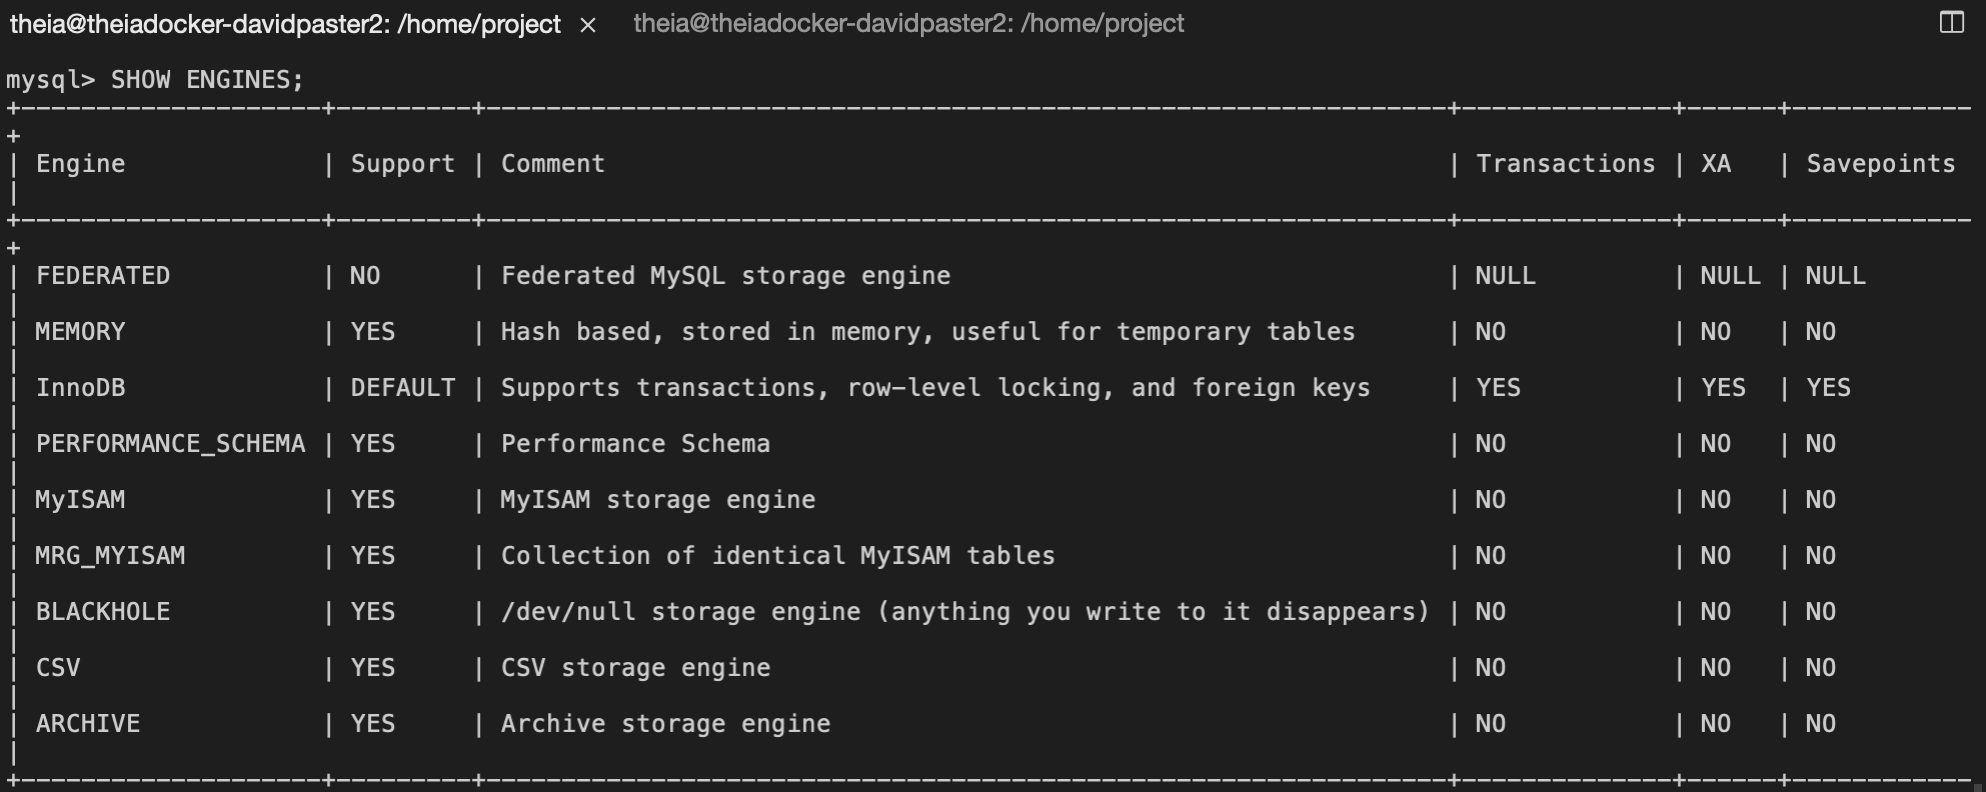 theia@theiadocker-davidpaster2: /home/project × theia@theiadocker-davidpaster2: /home/project
mysql> SHOW ENGINES;
+--------------------+---------+----------------------------------------------------------------+--------------+------+------------
+
| Engine             | Support | Comment                                                        | Transactions | XA   | Savepoints
|
+--------------------+---------+----------------------------------------------------------------+--------------+------+------------
+
| FEDERATED          | NO      | Federated MySQL storage engine                                 | NULL         | NULL | NULL
|
| MEMORY             | YES     | Hash based, stored in memory, useful for temporary tables      | NO           | NO   | NO
|
| InnoDB             | DEFAULT | Supports transactions, row-level locking, and foreign keys     | YES          | YES  | YES
|
| PERFORMANCE_SCHEMA | YES     | Performance Schema                                             | NO           | NO   | NO
|
| MyISAM             | YES     | MyISAM storage engine                                          | NO           | NO   | NO
|
| MRG_MYISAM         | YES     | Collection of identical MyISAM tables                          | NO           | NO   | NO
|
| BLACKHOLE          | YES     | /dev/null storage engine (anything you write to it disappears) | NO           | NO   | NO
|
| CSV                | YES     | CSV storage engine                                             | NO           | NO   | NO
|
| ARCHIVE            | YES     | Archive storage engine                                         | NO           | NO   | NO
|
+--------------------+---------+----------------------------------------------------------------+--------------+------+------------